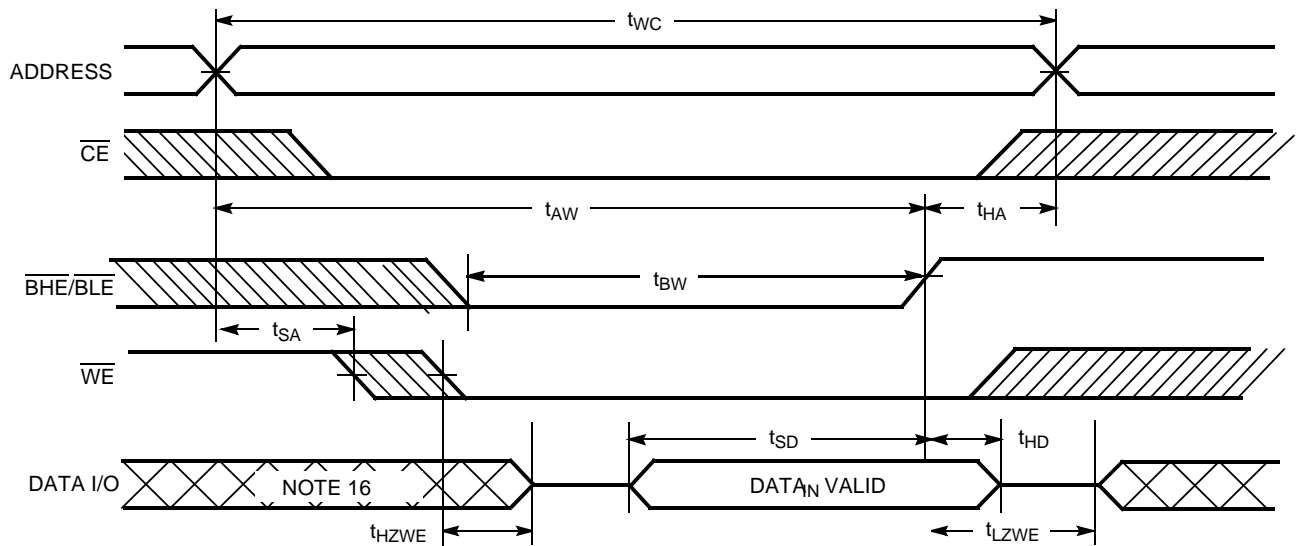 tWC
ADDRESS
CE
tAW
tHA
BHE/BLE
tBW
tSA
WE
tSD
tHD
DATA I/O
NOTE 16
DATAIN VALID
tHZWE
tLZWE